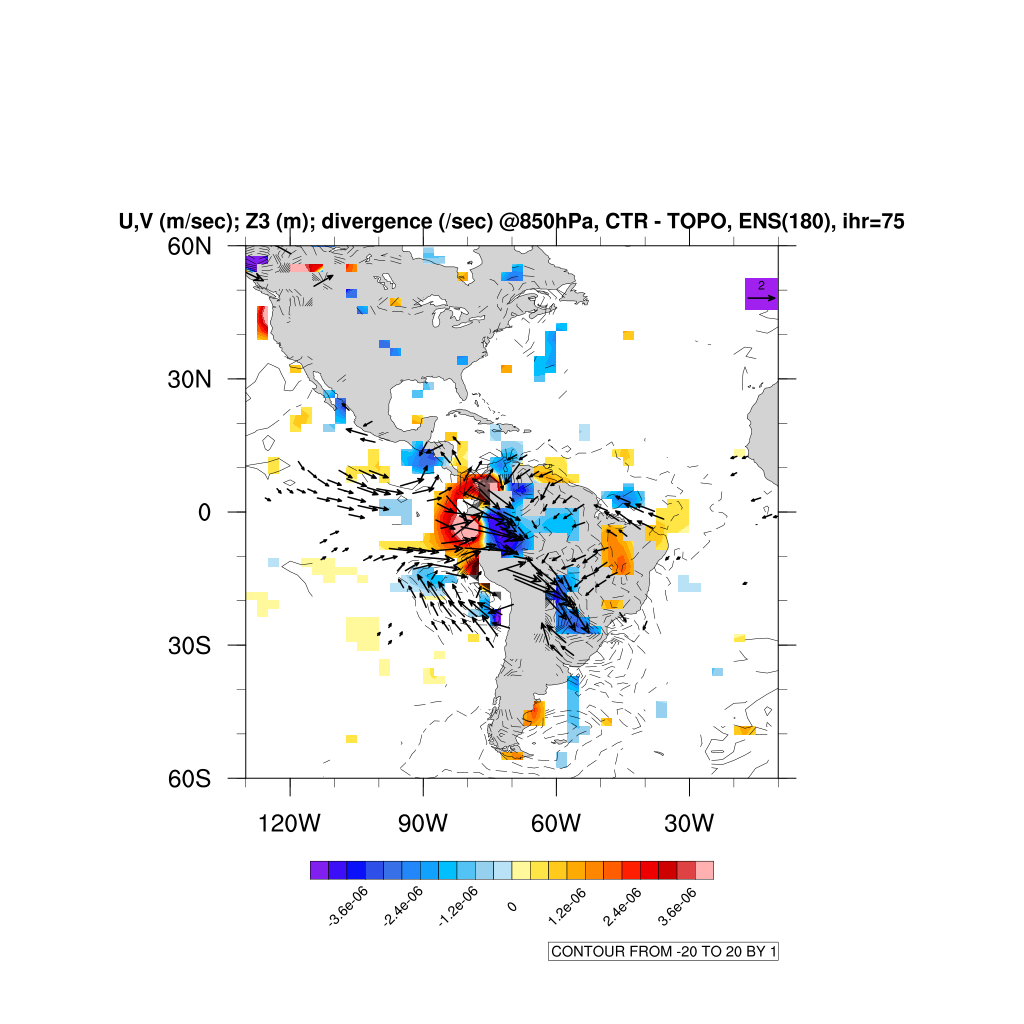 U,V (m/sec); Z3 (m); divergence (/sec) @850hPa, CTR - TOPO, ENS(180), ihr=75
60N
2
30N
0
30S
60S
120W 90W 60W 30W
-3.6e-06 -2.4e-06 -1.2e-06 0 1.2e-06 2.4e-06 3.6e-06
CONTOUR FROM -20 TO 20 BY 1